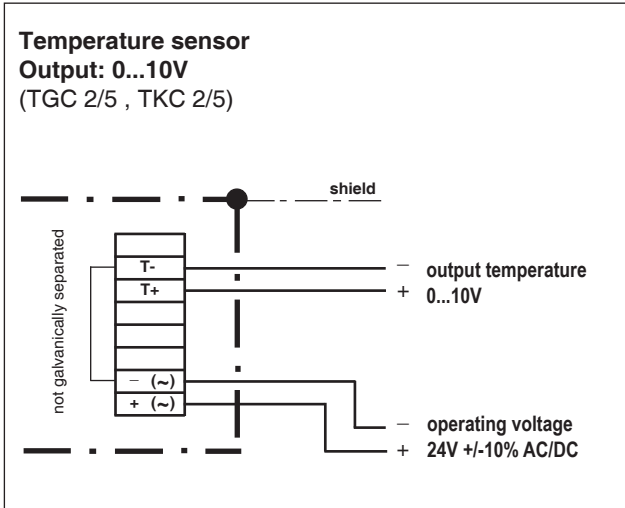 Temperature sensor
Output: 0...10V
(TGC 2/5 , TKC 2/5)
shield
not galvanically separated
T-
T+
− (~)
+ (~)
− output temperature
+ 0...10V
− operating voltage
+ 24V +/-10% AC/DC